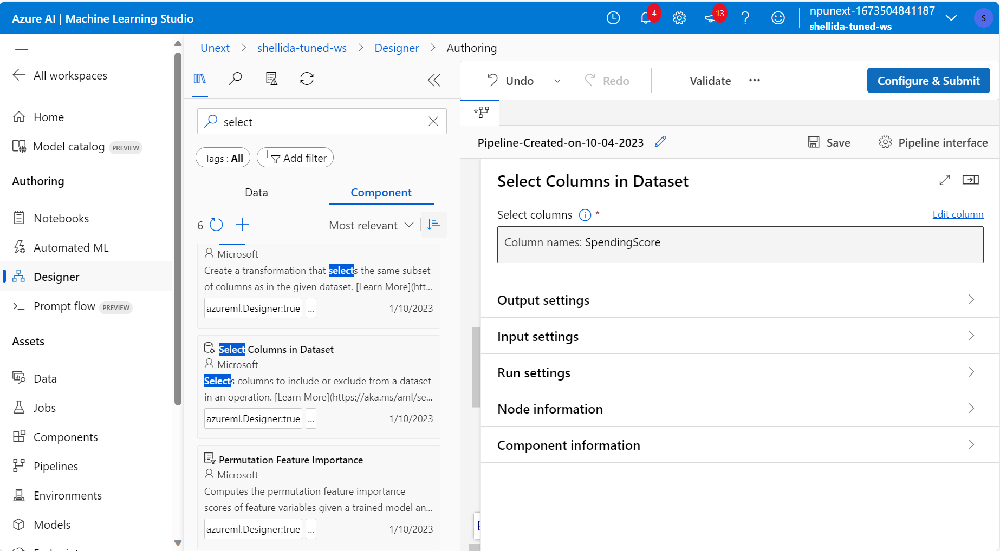 Azure AI | Machine Learning Studio
4
13
npunext-1673504841187
shellida-tuned-ws
S
All workspaces
Home
Model catalog PREVIEW
Authoring
Notebooks
Automated ML
Designer
Prompt flow PREVIEW
Assets
Data
Jobs
Components
Pipelines
Environments
Models
Unext > shellida-tuned-ws > Designer > Authoring
select
Tags : All
Add filter
Data
Component
6
Most relevant
Microsoft
Create a transformation that selects the same subset
of columns as in the given dataset. [Learn More](htt...
azureml.Designer:true
...
1/10/2023
Select Columns in Dataset
Microsoft
Selects columns to include or exclude from a dataset
in an operation. [Learn More](https://aka.ms/aml/se...
azureml.Designer:true
...
1/10/2023
Permutation Feature Importance
Microsoft
Computes the permutation feature importance
scores of feature variables given a trained model an...
azureml.Designer:true
...
1/10/2023
Undo
Redo
Validate
...
Configure & Submit
*
Pipeline-Created-on-10-04-2023
Save
Pipeline interface
Select Columns in Dataset
Select columns *
Edit column
Column names: SpendingScore
Output settings
Input settings
Run settings
Node information
Component information